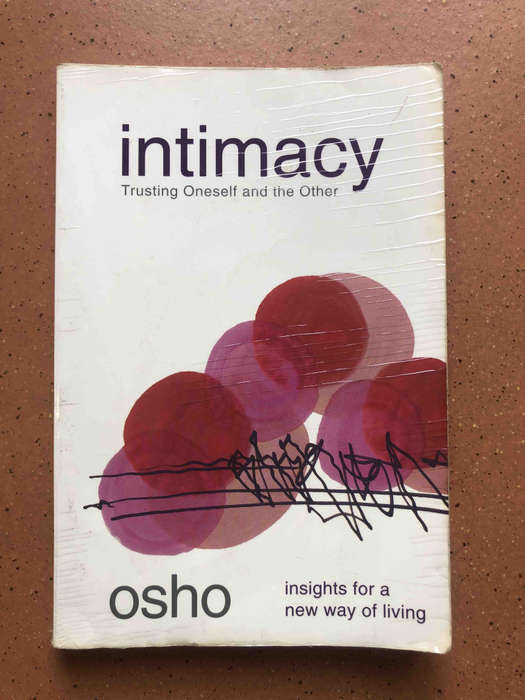 intimacy
Trusting Oneself and the Other
osho
insights for a
new way of living